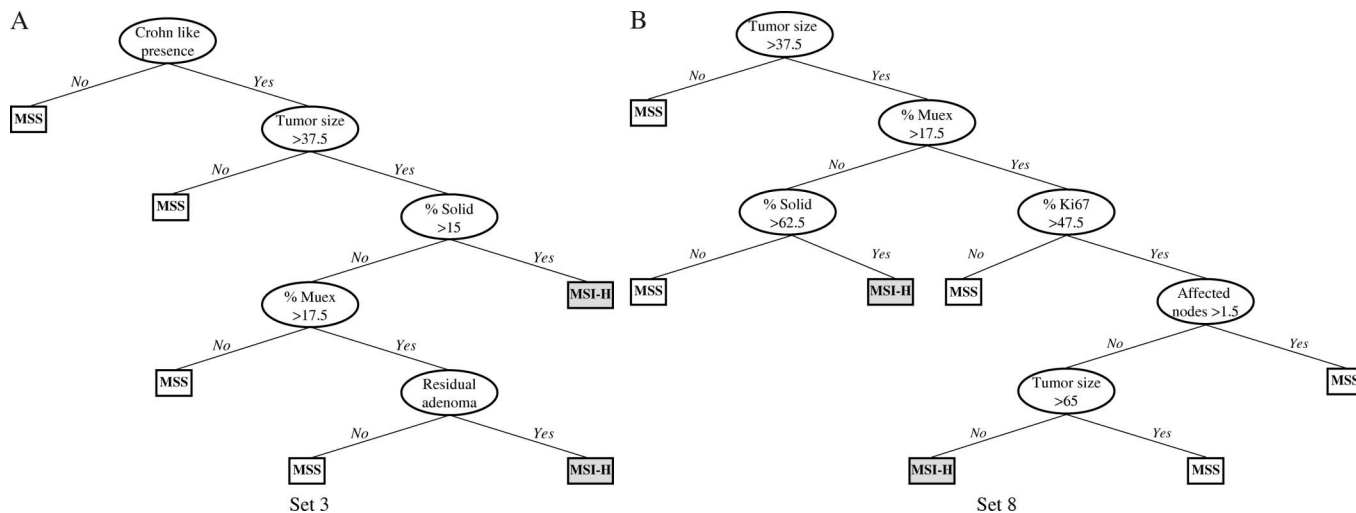 A
Crohn like
presence
No
Yes
MSS
Tumor size
>37.5
No
Yes
MSS
% Solid
>15
No
Yes
% Muex
>17.5
MSI-H
No
Yes
MSS
Residual
adenoma
No
Yes
MSS
MSI-H
Set 3
B
Tumor size
>37.5
No
Yes
MSS
% Muex
>17.5
No
Yes
% Solid
>62.5
% Ki67
>47.5
No
Yes
No
Yes
MSS
MSI-H
MSS
Affected
nodes >1.5
No
Yes
Tumor size
>65
MSS
No
Yes
MSI-H
MSS
Set 8